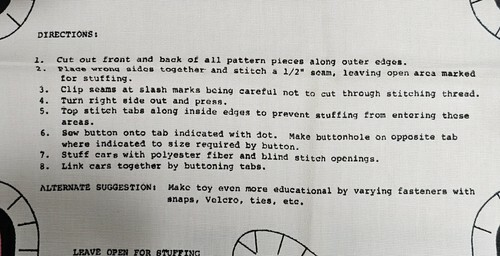 DIRECTIONS:
1. Cut out front and back of all pattern pieces along outer edges.
2. Place wrong sides together and stitch a 1/2" seam, leaving open area marked
for stuffing.
3. Clip seams at slash marks being careful not to cut through stitching thread.
4. Turn right side out and press.
5. Top stitch tabs along inside edges to prevent stuffing from entering those
areas.
6. Sew button onto tab indicated with dot. Make buttonhole on opposite tab
where indicated to size required by button.
7. Stuff cars with polyester fiber and blind stitch openings.
8. Link cars together by buttoning tabs.
ALTERNATE SUGGESTION: Make toy even more educational by varying fasteners with
snaps, Velcro, ties, etc.
LEAVE OPEN FOR STUFFING